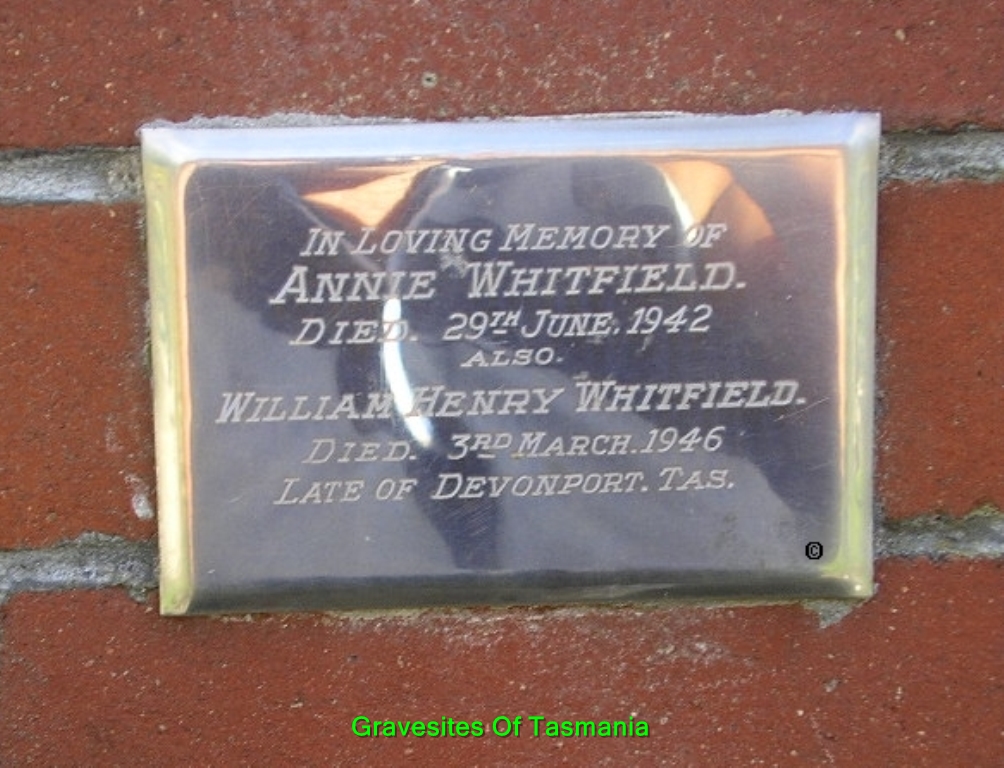 IN LOVING MEMORY OF
ANNIE WHITFIELD.
DIED. 29TH JUNE. 1942
ALSO.
WILLIAM HENRY WHITFIELD.
DIED. 3RD MARCH. 1946
LATE OF DEVONPORT. TAS.
©
Gravesites Of Tasmania